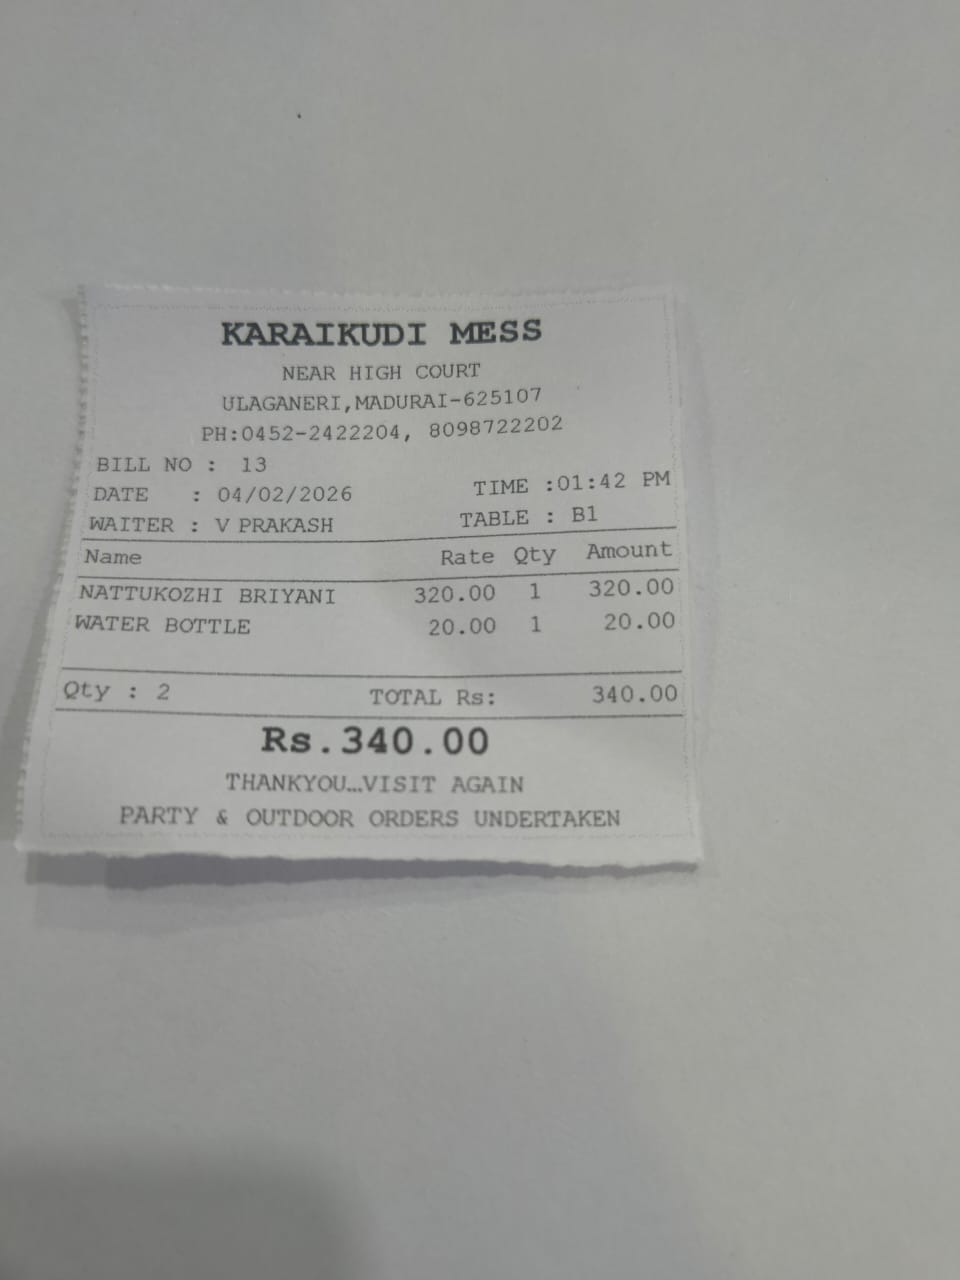 KARAIKUDI MESS
NEAR HIGH COURT
ULAGANERI,MADURAI-625107
PH:0452-2422204, 8098722202
BILL NO : 13
DATE : 04/02/2026 TIME :01:42 PM
WAITER : V PRAKASH TABLE : B1
Name Rate Qty Amount
NATTUKOZHI BRIYANI 320.00 1 320.00
WATER BOTTLE 20.00 1 20.00
Qty : 2 TOTAL Rs: 340.00
Rs.340.00
THANKYOU...VISIT AGAIN
PARTY & OUTDOOR ORDERS UNDERTAKEN